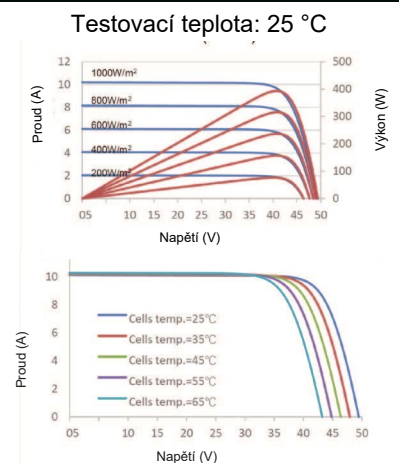 Testovací teplota: 25 °C
12
10
8
6
4
2
0
500
400
300
200
100
0
1000W/m²
800W/m²
600W/m²
400W/m²
200W/m²
Proud (A)
Výkon (W)
05 10 15 20 25 30 35 40 45 50
Napětí (V)
10
8
6
4
2
0
Proud (A)
Cells temp.=25℃
Cells temp.=35℃
Cells temp.=45℃
Cells temp.=55℃
Cells temp.=65℃
05 10 15 20 25 30 35 40 45 50
Napětí (V)